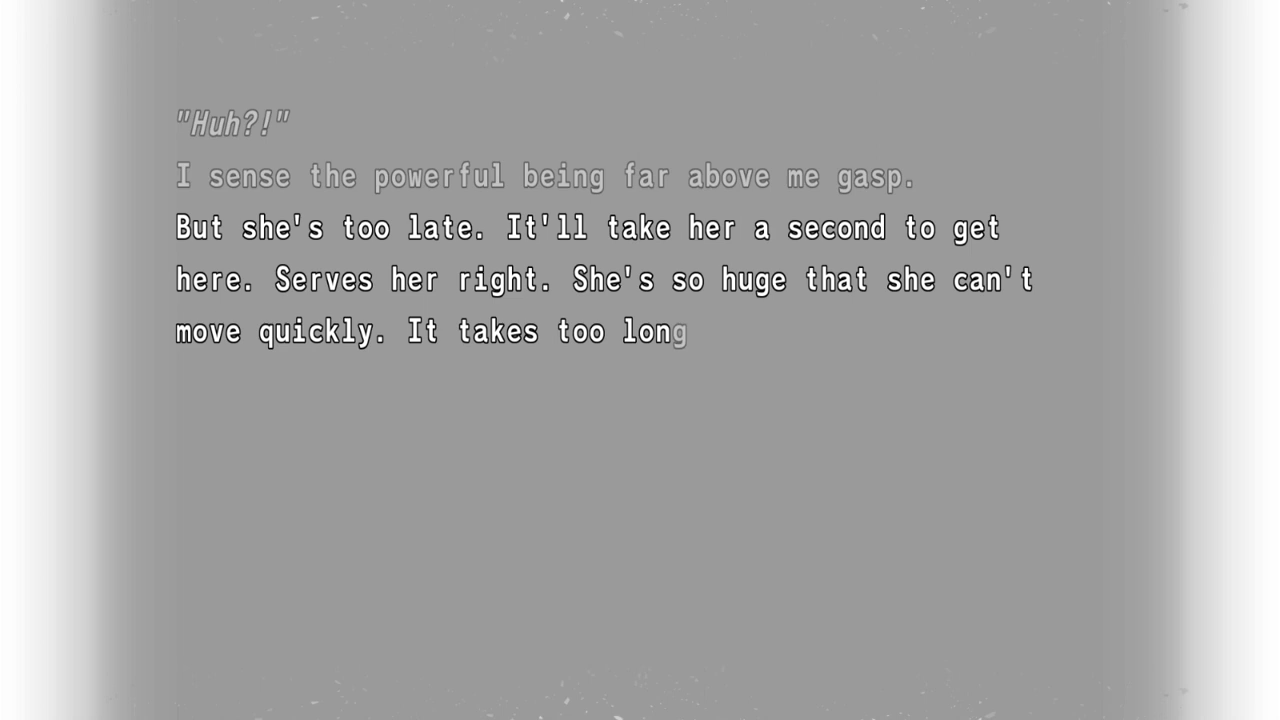 "Huh?!"
I sense the powerful being far above me gasp.
But she's too late. It'll take her a second to get
here. Serves her right. She's so huge that she can't
move quickly. It takes too long